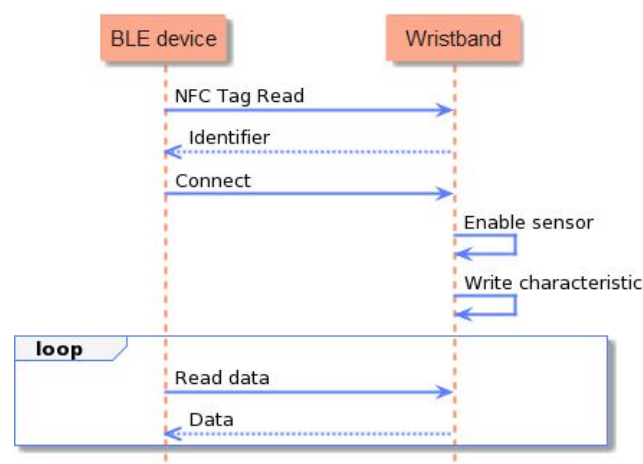 BLE device
Wristband
NFC Tag Read
Identifier
Connect
Enable sensor
Write characteristic
loop
Read data
Data